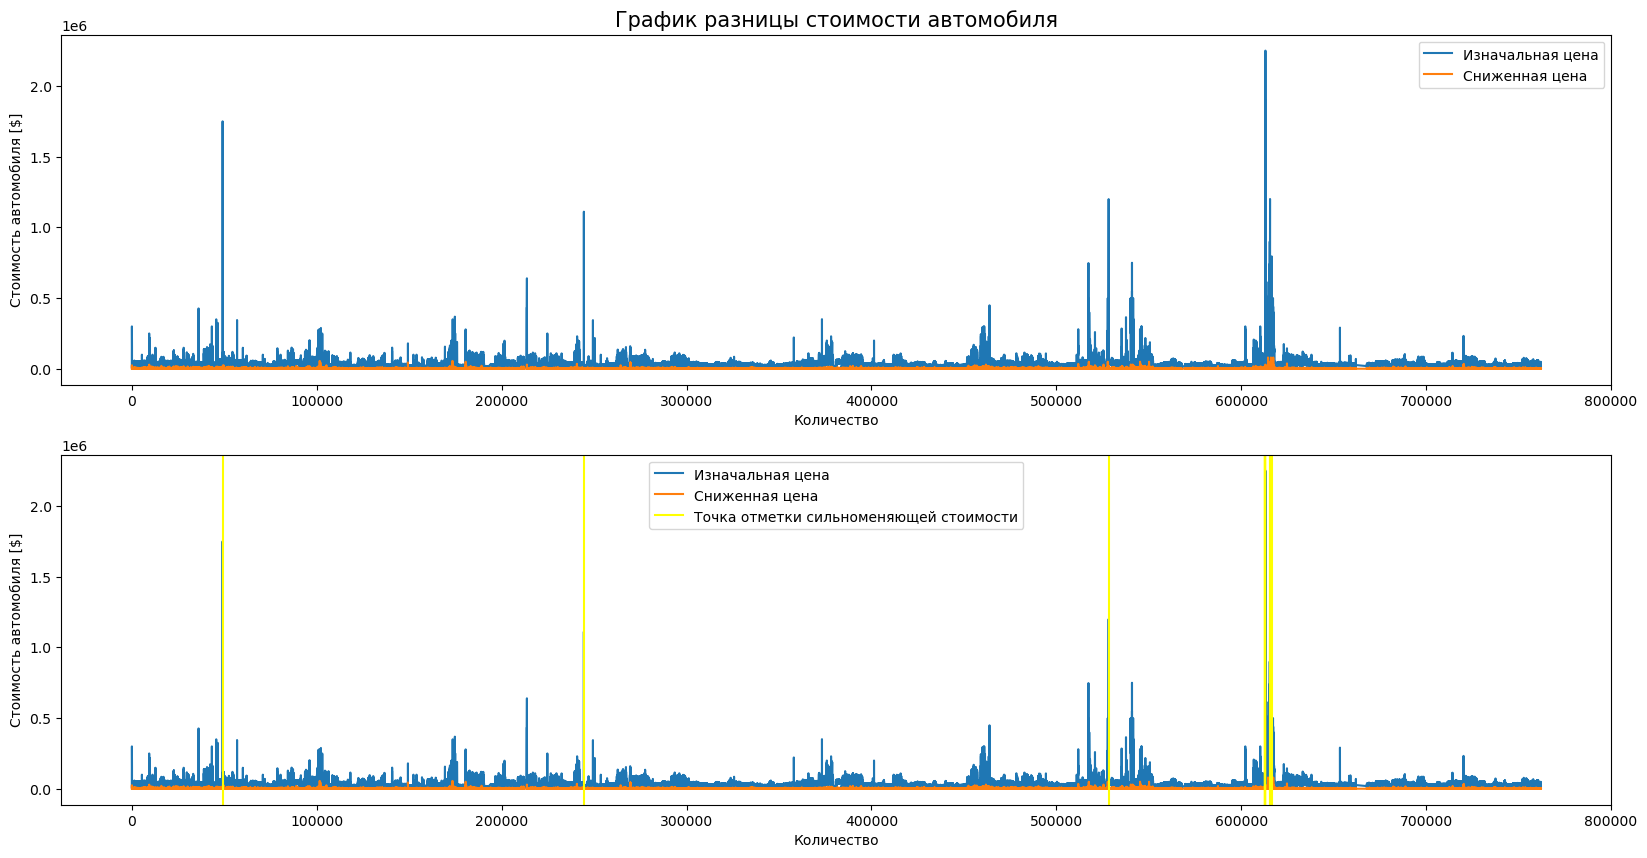 График разницы стоимости автомобиля
1e6
Изначальная цена
Сниженная цена
Стоимость автомобиля [$]
2.0
1.5
1.0
0.5
0.0
0 100000 200000 300000 400000 500000 600000 700000 800000
Количество
1e6
Изначальная цена
Сниженная цена
Точка отметки сильноменяющей стоимости
Стоимость автомобиля [$]
2.0
1.5
1.0
0.5
0.0
0 100000 200000 300000 400000 500000 600000 700000 800000
Количество